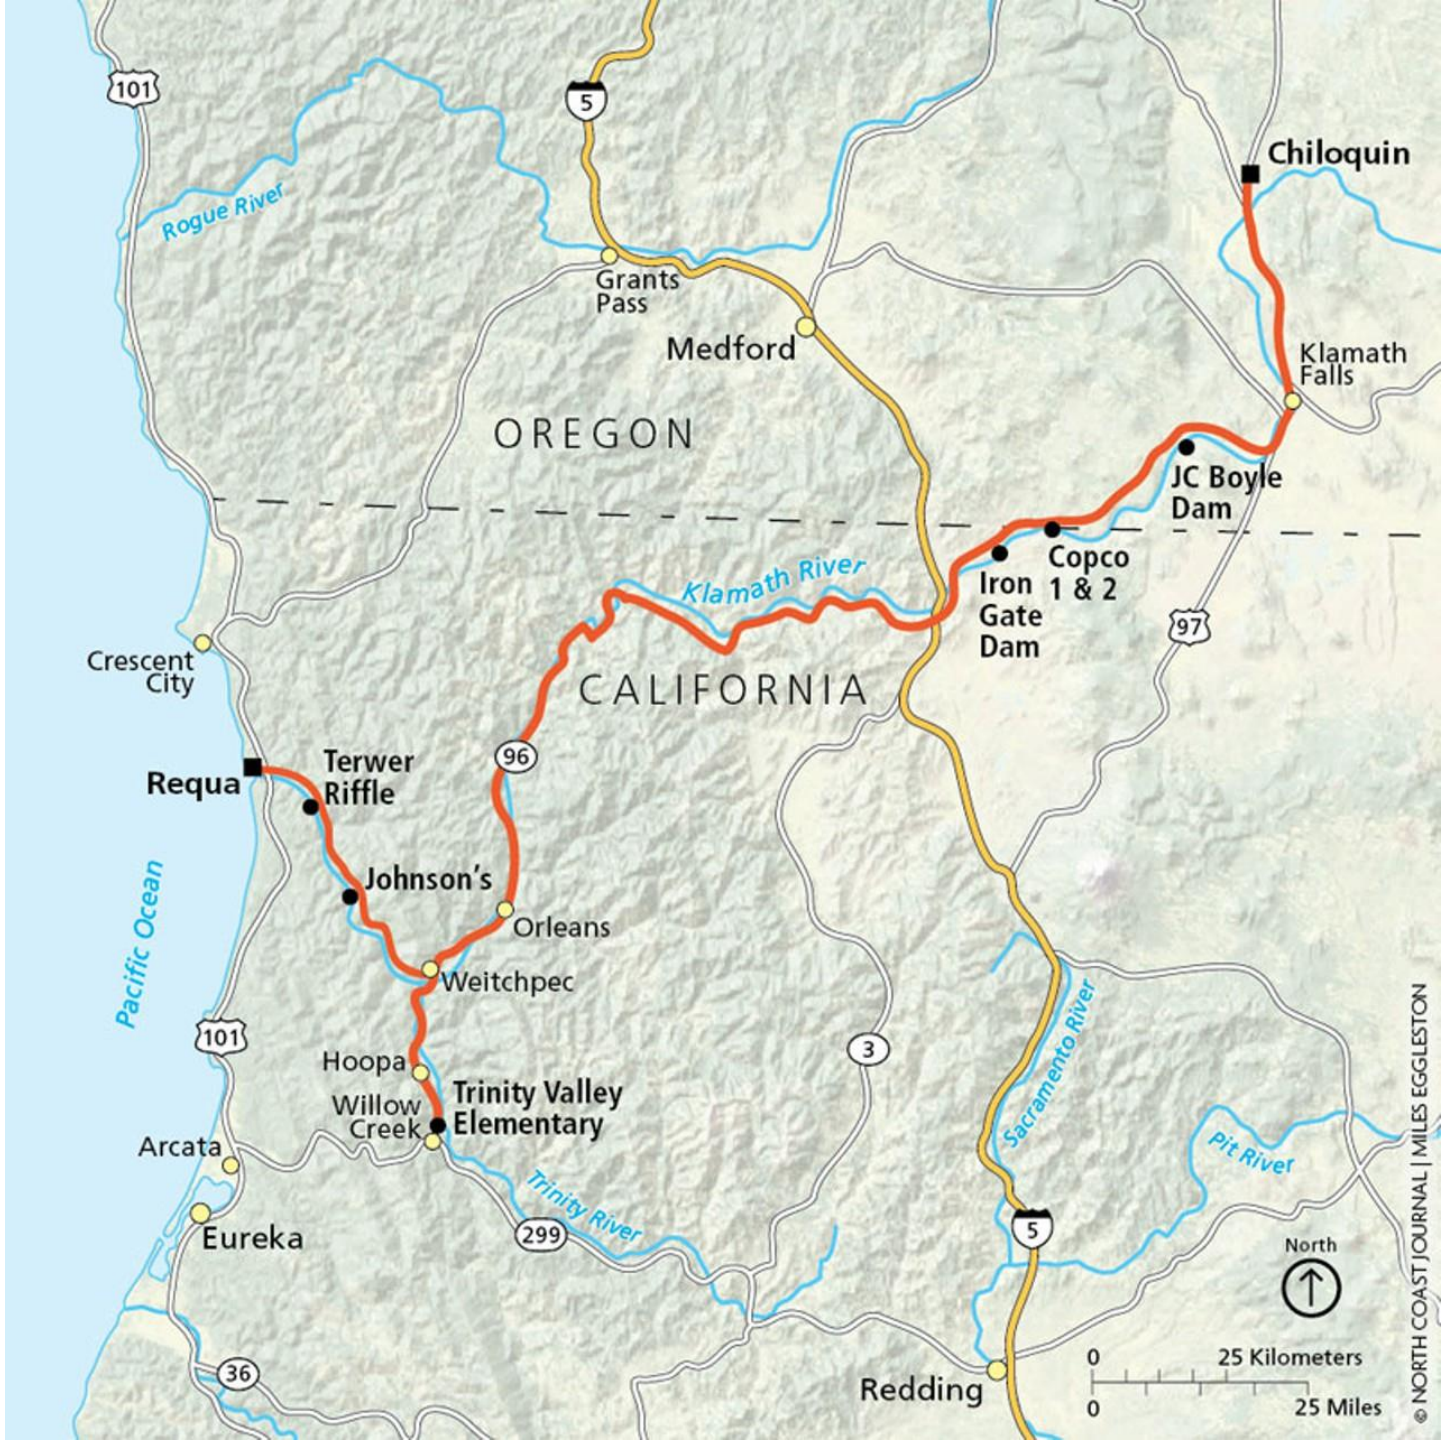 101
5
Chiloquin
Rogue River
Grants
Pass
Medford
Klamath
Falls
OREGON
JC Boyle
Dam
Copco
1 & 2
Iron
Gate
Dam
Klamath River
97
Crescent
City
CALIFORNIA
96
Terwer
Riffle
Requa
Johnson's
Orleans
Pacific Ocean
Weitchpec
101
Hoopa
3
Sacramento River
Trinity Valley
Elementary
Willow
Creek
Arcata
Pit River
Trinity River
Eureka
299
5
North
36
Redding
0
25 Kilometers
0
25 Miles
© NORTH COAST JOURNAL | MILES EGGLESTON